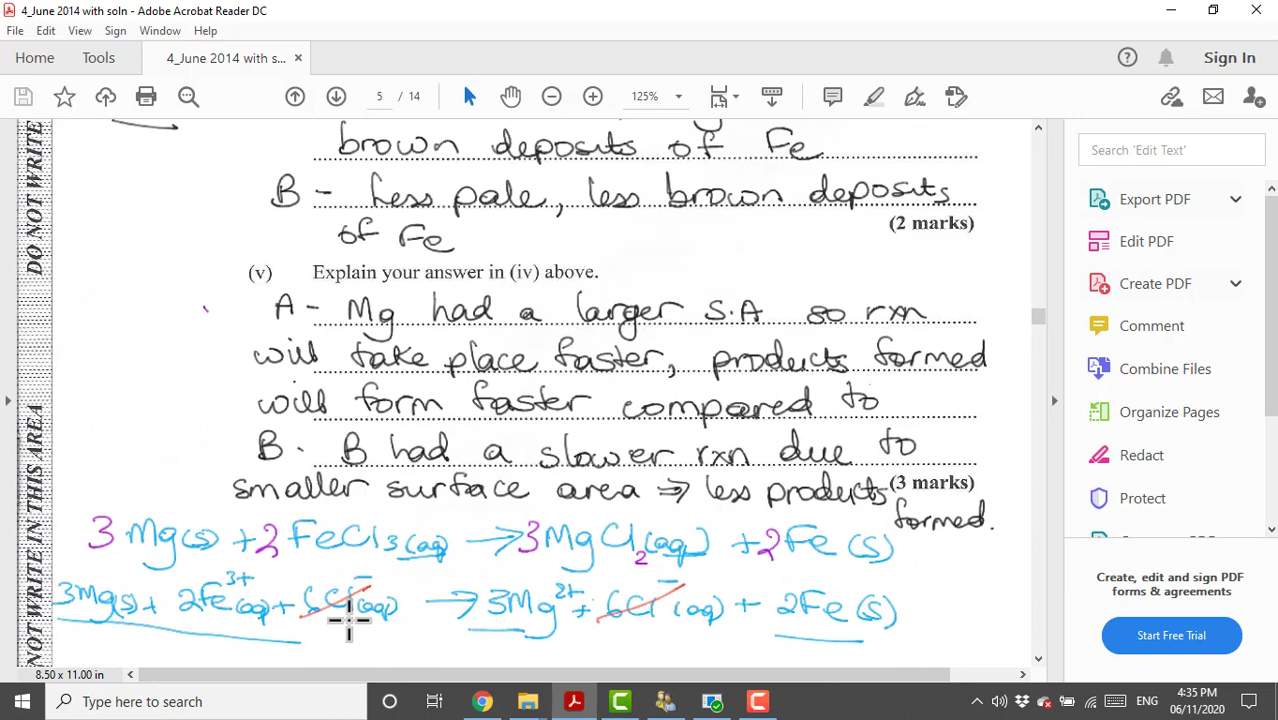 4_June 2014 with soln - Adobe Acrobat Reader DC
File Edit View Sign Window Help
Home Tools 4_June 2014 with s... × Sign In
5 / 14 125%
brown deposits of Fe
B - Less pale, less brown deposits
(2 marks)
of Fe
(v) Explain your answer in (iv) above.
A - Mg had a larger S.A so rxn
will take place faster, products formed
will form faster compared to
B. B had a slower rxn due to
(3 marks)
smaller surface area ⇒ less products
formed.
3 Mg(s) + 2 FeCl3(aq) → 3 MgCl2(aq) + 2 Fe (s)
3Mg(s) + 2Fe3+(aq) + 6Cl-(aq) → 3Mg2+ + 6Cl-(aq) + 2Fe(s)
DO NOT WRITE
NOT WRITE IN THIS AREA
8.50 x 11.00 in
Search 'Edit Text'
Export PDF
Edit PDF
Create PDF
Comment
Combine Files
Organize Pages
Redact
Protect
Create, edit and sign PDF
forms & agreements
Start Free Trial
Type here to search
ENG
4:35 PM
06/11/2020